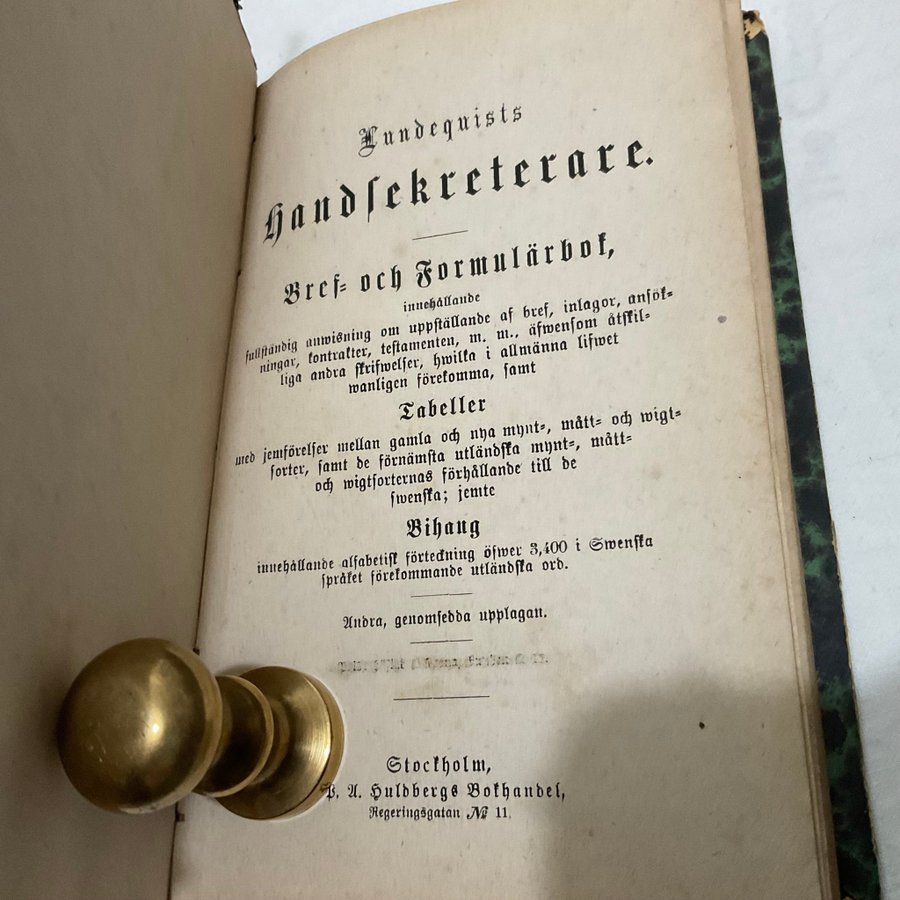 Lundequists
Handsekreterare.
Bref- och Formulärbok,
innehållande
fullständig anwisning om uppställande af bref, inlagor, ansök-
ningar, kontrakter, testamenten, m. m., äfwensom åtskil-
liga andra skrifwelser, hwilka i allmänna lifwet
wanligen förekomma, samt
Tabeller
med jemförelser mellan gamla och nya mynt-, mått- och wigt-
sorter, samt de förnämsta utländska mynt-, mått-
och wigtsorternas förhållande till de
swenska; jemte
Bihang
innehållande alfabetisk förteckning öfwer 3,400 i Swenska
språket förekommande utländska ord.
Andra, genomsedda upplagan.
Stockholm,
P. A. Huldbergs Bokhandel,
Regeringsgatan № 11.